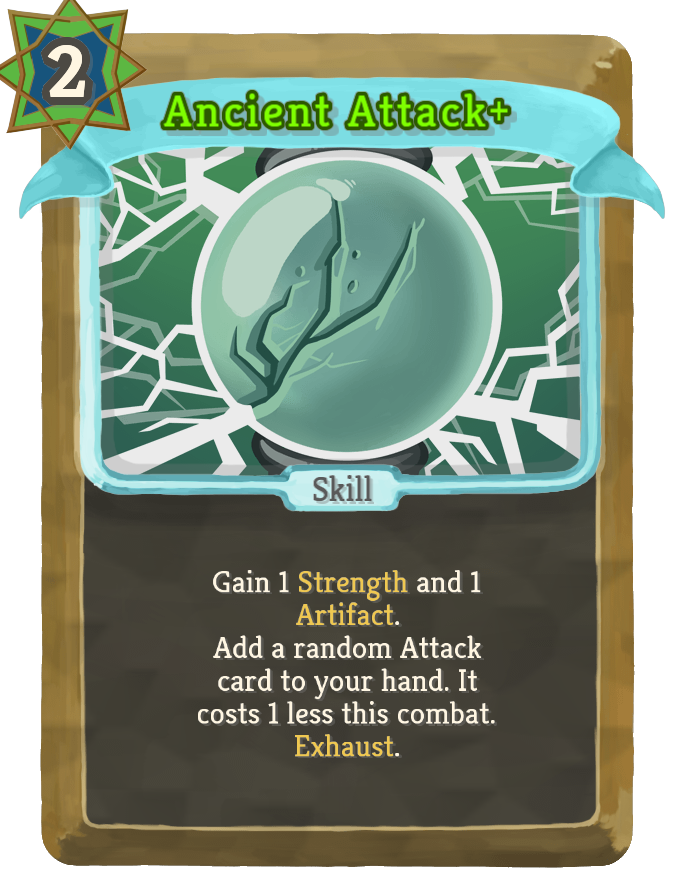 2
Ancient Attack+
Skill
Gain 1 Strength and 1
Artifact.
Add a random Attack
card to your hand. It
costs 1 less this combat.
Exhaust.